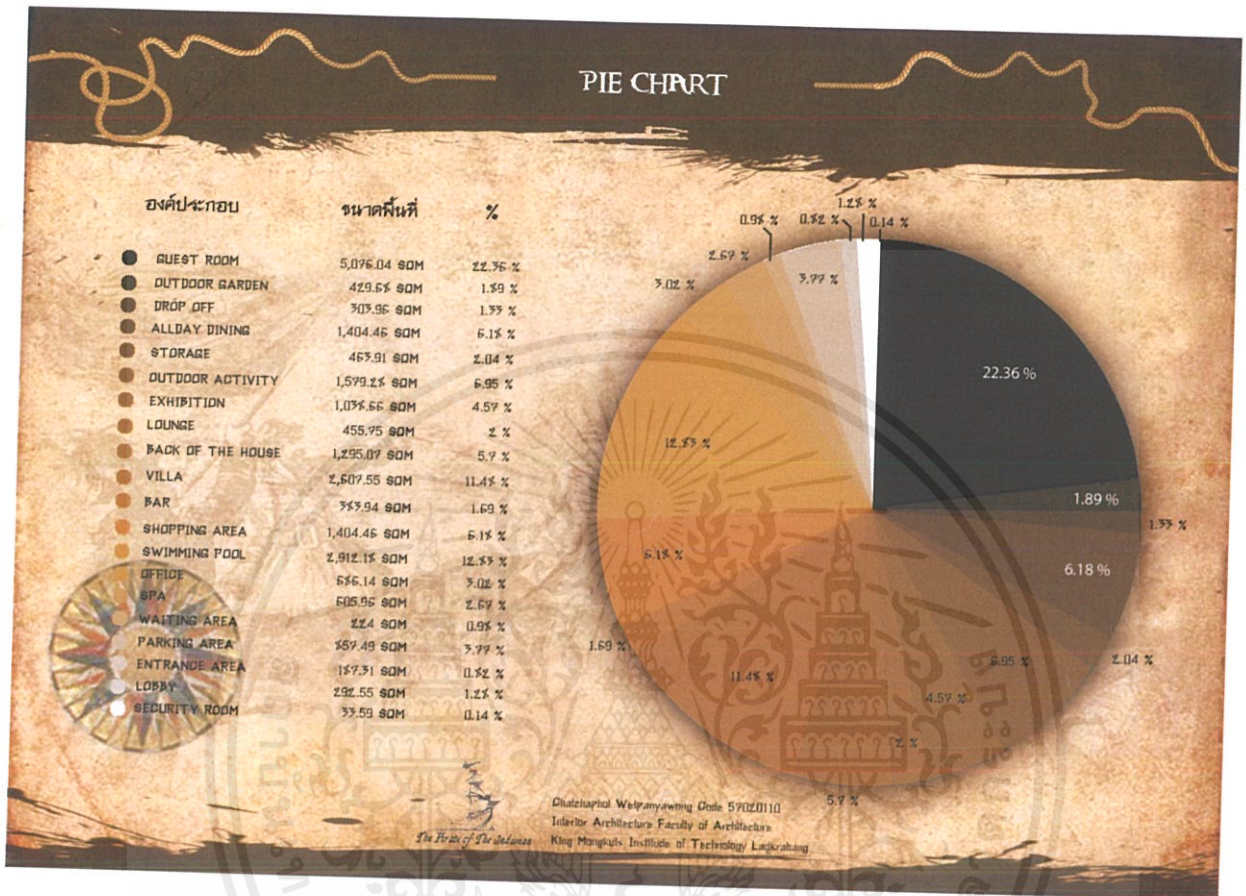 PIE CHART
องค์ประกอบ ขนาดพื้นที่ %
GUEST ROOM 5,076.04 SQM 22.36 %
OUTDOOR GARDEN 429.68 SQM 1.89 %
DROP OFF 303.96 SQM 1.33 %
ALLDAY DINING 1,404.46 SQM 6.18 %
STORAGE 463.91 SQM 2.04 %
OUTDOOR ACTIVITY 1,579.28 SQM 6.95 %
EXHIBITION 1,038.66 SQM 4.57 %
LOUNGE 455.75 SQM 2 %
BACK OF THE HOUSE 1,295.07 SQM 5.7 %
VILLA 2,607.55 SQM 11.48 %
BAR 383.94 SQM 1.69 %
SHOPPING AREA 1,404.46 SQM 6.18 %
SWIMMING POOL 2,912.18 SQM 12.83 %
OFFICE 686.14 SQM 3.02 %
SPA 605.96 SQM 2.67 %
WAITING AREA 224 SQM 0.98 %
PARKING AREA 857.49 SQM 3.77 %
ENTRANCE AREA 187.31 SQM 0.82 %
LOBBY 292.55 SQM 1.28 %
SECURITY ROOM 33.59 SQM 0.14 %
1.28 %
0.98 % 0.82 % 0.14 %
2.67 %
3.02 % 3.77 %
22.36 %
12.83 %
1.89 %
1.33 %
6.18 %
6.18 %
1.69 %
6.95 % 2.04 %
11.48 %
4.57 %
2 %
5.7 %
The Pirate of The Andaman
Code 57020110
Interior Architecture Faculty of Architecture
King Mongkuts Institude of Technology Ladkrabang